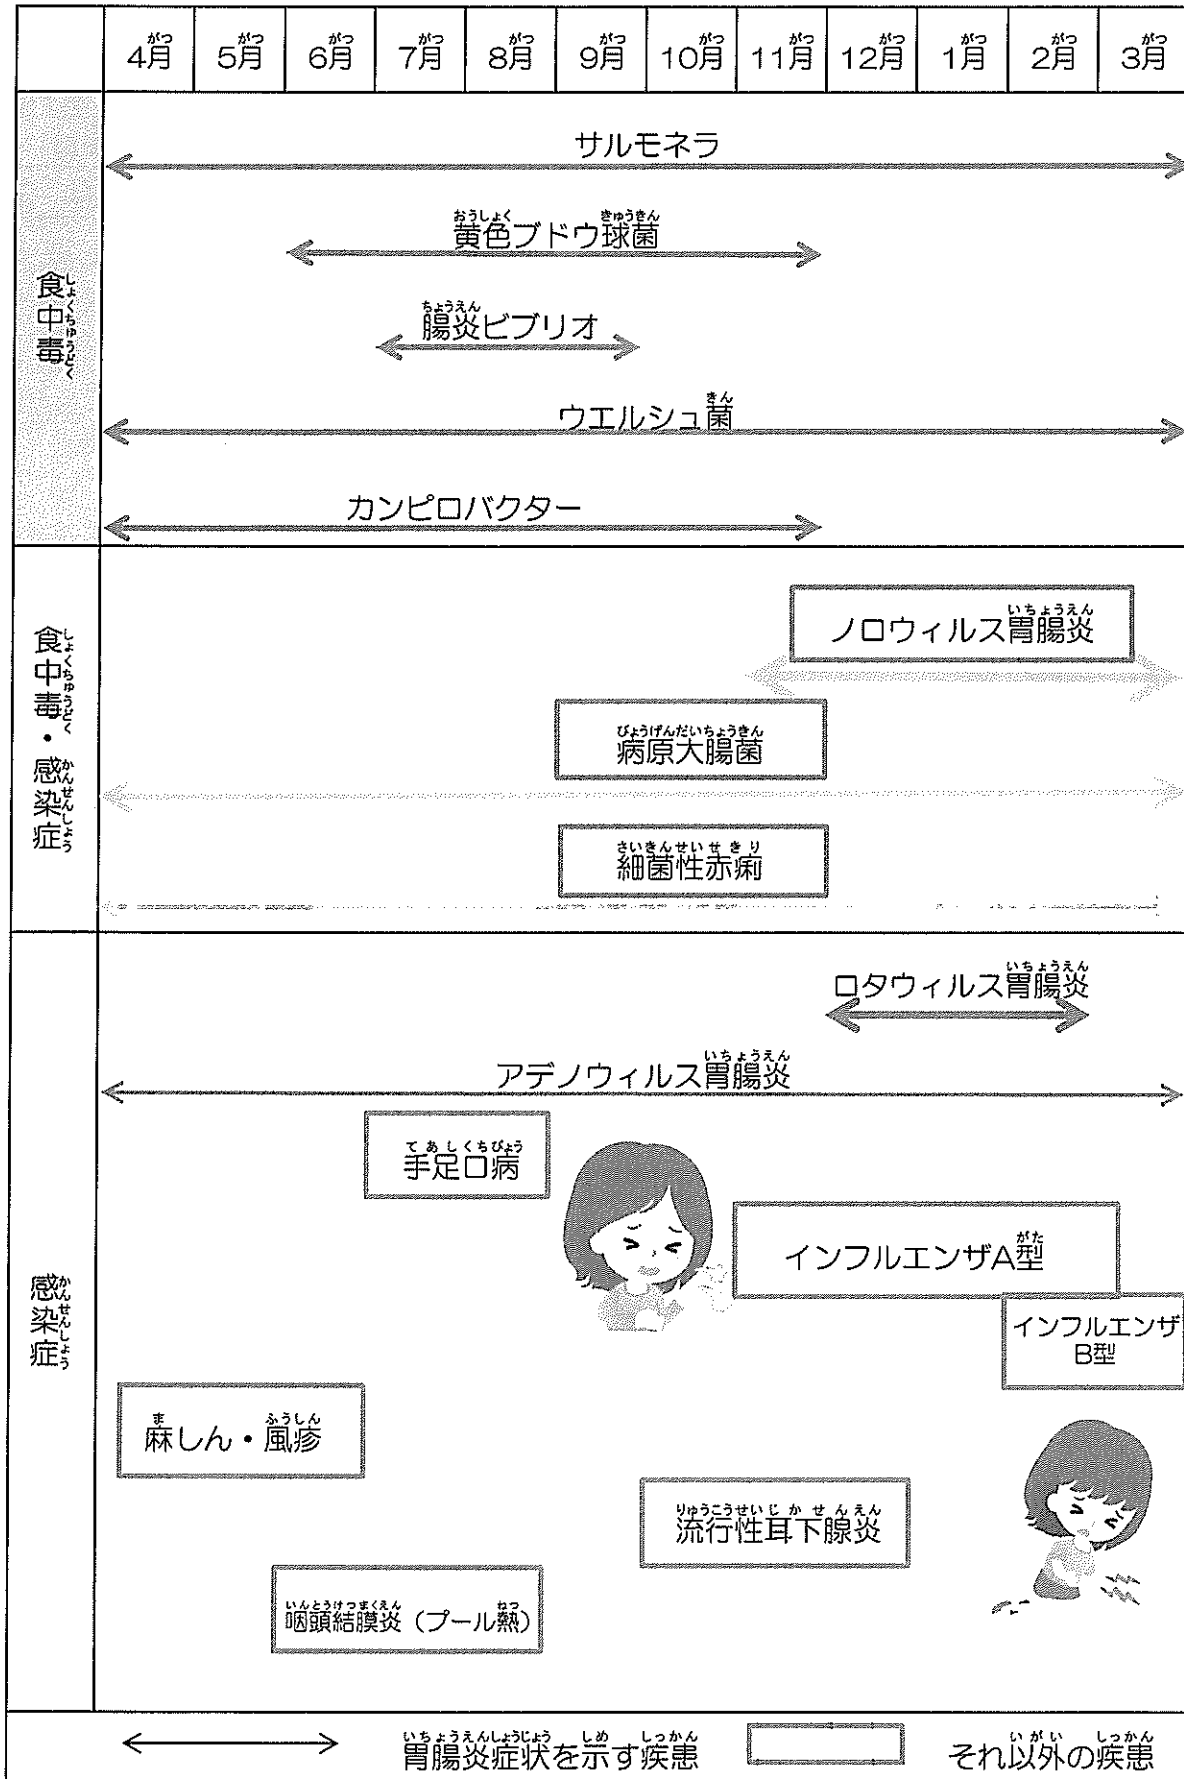 4月 5月 6月 7月 8月 9月 10月 11月 12月 1月 2月 3月
食中毒
サルモネラ
黄色ブドウ球菌
腸炎ビブリオ
ウエルシュ菌
カンピロバクター
食中毒・感染症
ノロウィルス胃腸炎
病原大腸菌
細菌性赤痢
感染症
ロタウィルス胃腸炎
アデノウィルス胃腸炎
手足口病
インフルエンザA型
インフルエンザ
B型
麻しん・風疹
流行性耳下腺炎
咽頭結膜炎（プール熱）
胃腸炎症状を示す疾患 それ以外の疾患